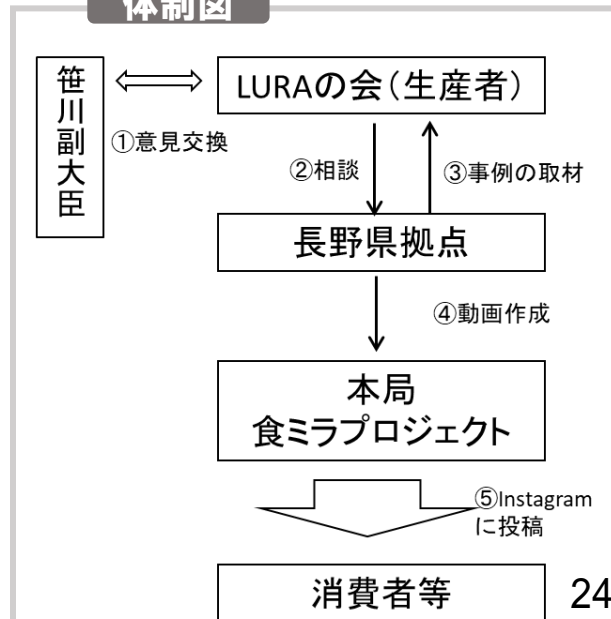 体制図
笹川副大臣
LURAの会（生産者）
①意見交換
②相談
③事例の取材
長野県拠点
④動画作成
本局
食ミラプロジェクト
⑤Instagram
に投稿
消費者等
24